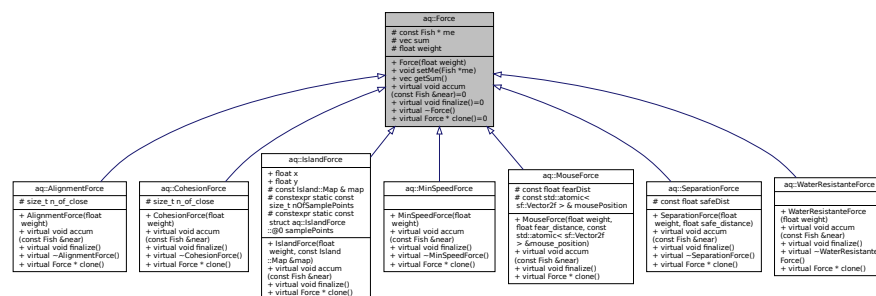 aq::Force
# const Fish * me
# vec sum
# float weight
+ Force(float weight)
+ void setMe(Fish *me)
+ vec getSum()
+ virtual void accum
(const Fish &near)=0
+ virtual void finalize()=0
+ virtual ~Force()
+ virtual Force * clone()=0
aq::AlignmentForce
# size_t n_of_close
+ AlignmentForce(float
weight)
+ virtual void accum
(const Fish &near)
+ virtual void finalize()
+ virtual ~AlignmentForce()
+ virtual Force * clone()
aq::CohesionForce
# size_t n_of_close
+ CohesionForce(float
weight)
+ virtual void accum
(const Fish &near)
+ virtual void finalize()
+ virtual ~CohesionForce()
+ virtual Force * clone()
aq::IslandForce
+ float x
+ float y
# const Island::Map & map
# constexpr static const
size_t nOfSamplePoints
# constexpr static const
struct aq::IslandForce
::@0 samplePoints
+ IslandForce(float
weight, const Island
::Map &map)
+ virtual void accum
(const Fish &near)
+ virtual void finalize()
+ virtual Force * clone()
aq::MinSpeedForce
+ MinSpeedForce(float
weight)
+ virtual void accum
(const Fish &near)
+ virtual void finalize()
+ virtual ~MinSpeedForce()
+ virtual Force * clone()
aq::MouseForce
# const float fearDist
# const std::atomic<
sf::Vector2f > & mousePosition
+ MouseForce(float weight,
float fear_distance, const
std::atomic< sf::Vector2f
> &mouse_position)
+ virtual void accum
(const Fish &near)
+ virtual void finalize()
+ virtual Force * clone()
aq::SeparationForce
# const float safeDist
+ SeparationForce(float
weight, float safe_distance)
+ virtual void accum
(const Fish &near)
+ virtual void finalize()
+ virtual ~SeparationForce()
+ virtual Force * clone()
aq::WaterResistanteForce
+ WaterResistanteForce
(float weight)
+ virtual void accum
(const Fish &near)
+ virtual void finalize()
+ virtual ~WaterResistante
Force()
+ virtual Force * clone()